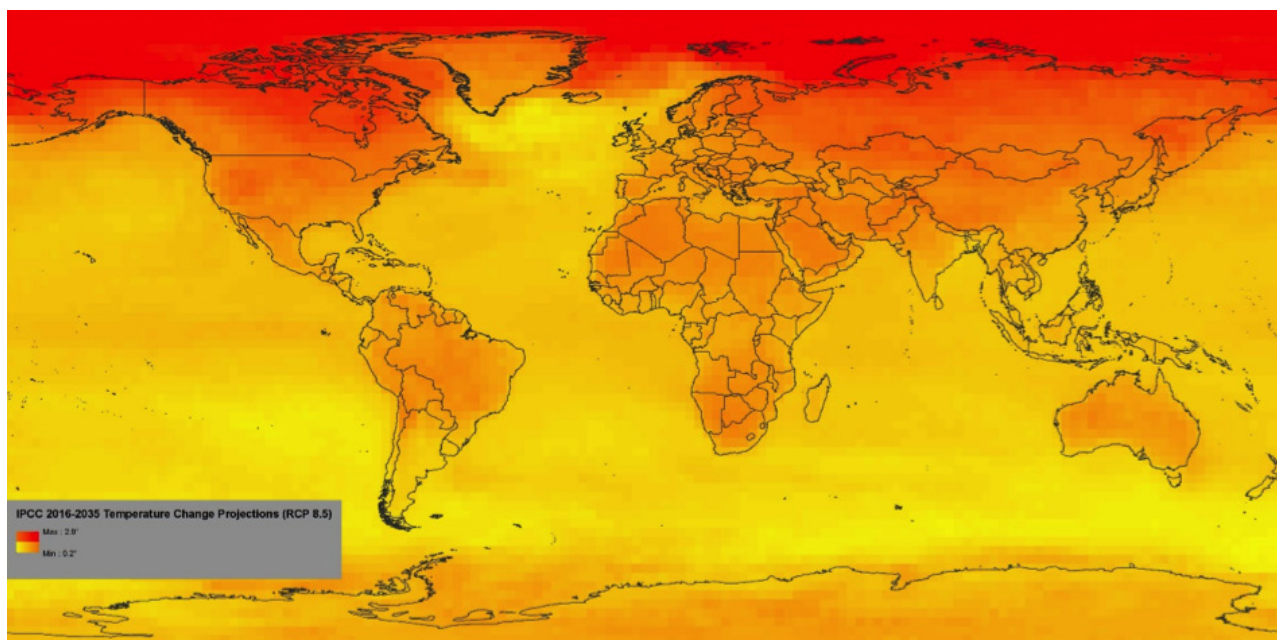 IPCC 2016-2035 Temperature Change Projections (RCP 8.5)
Max : 2.9°
Min : 0.2°